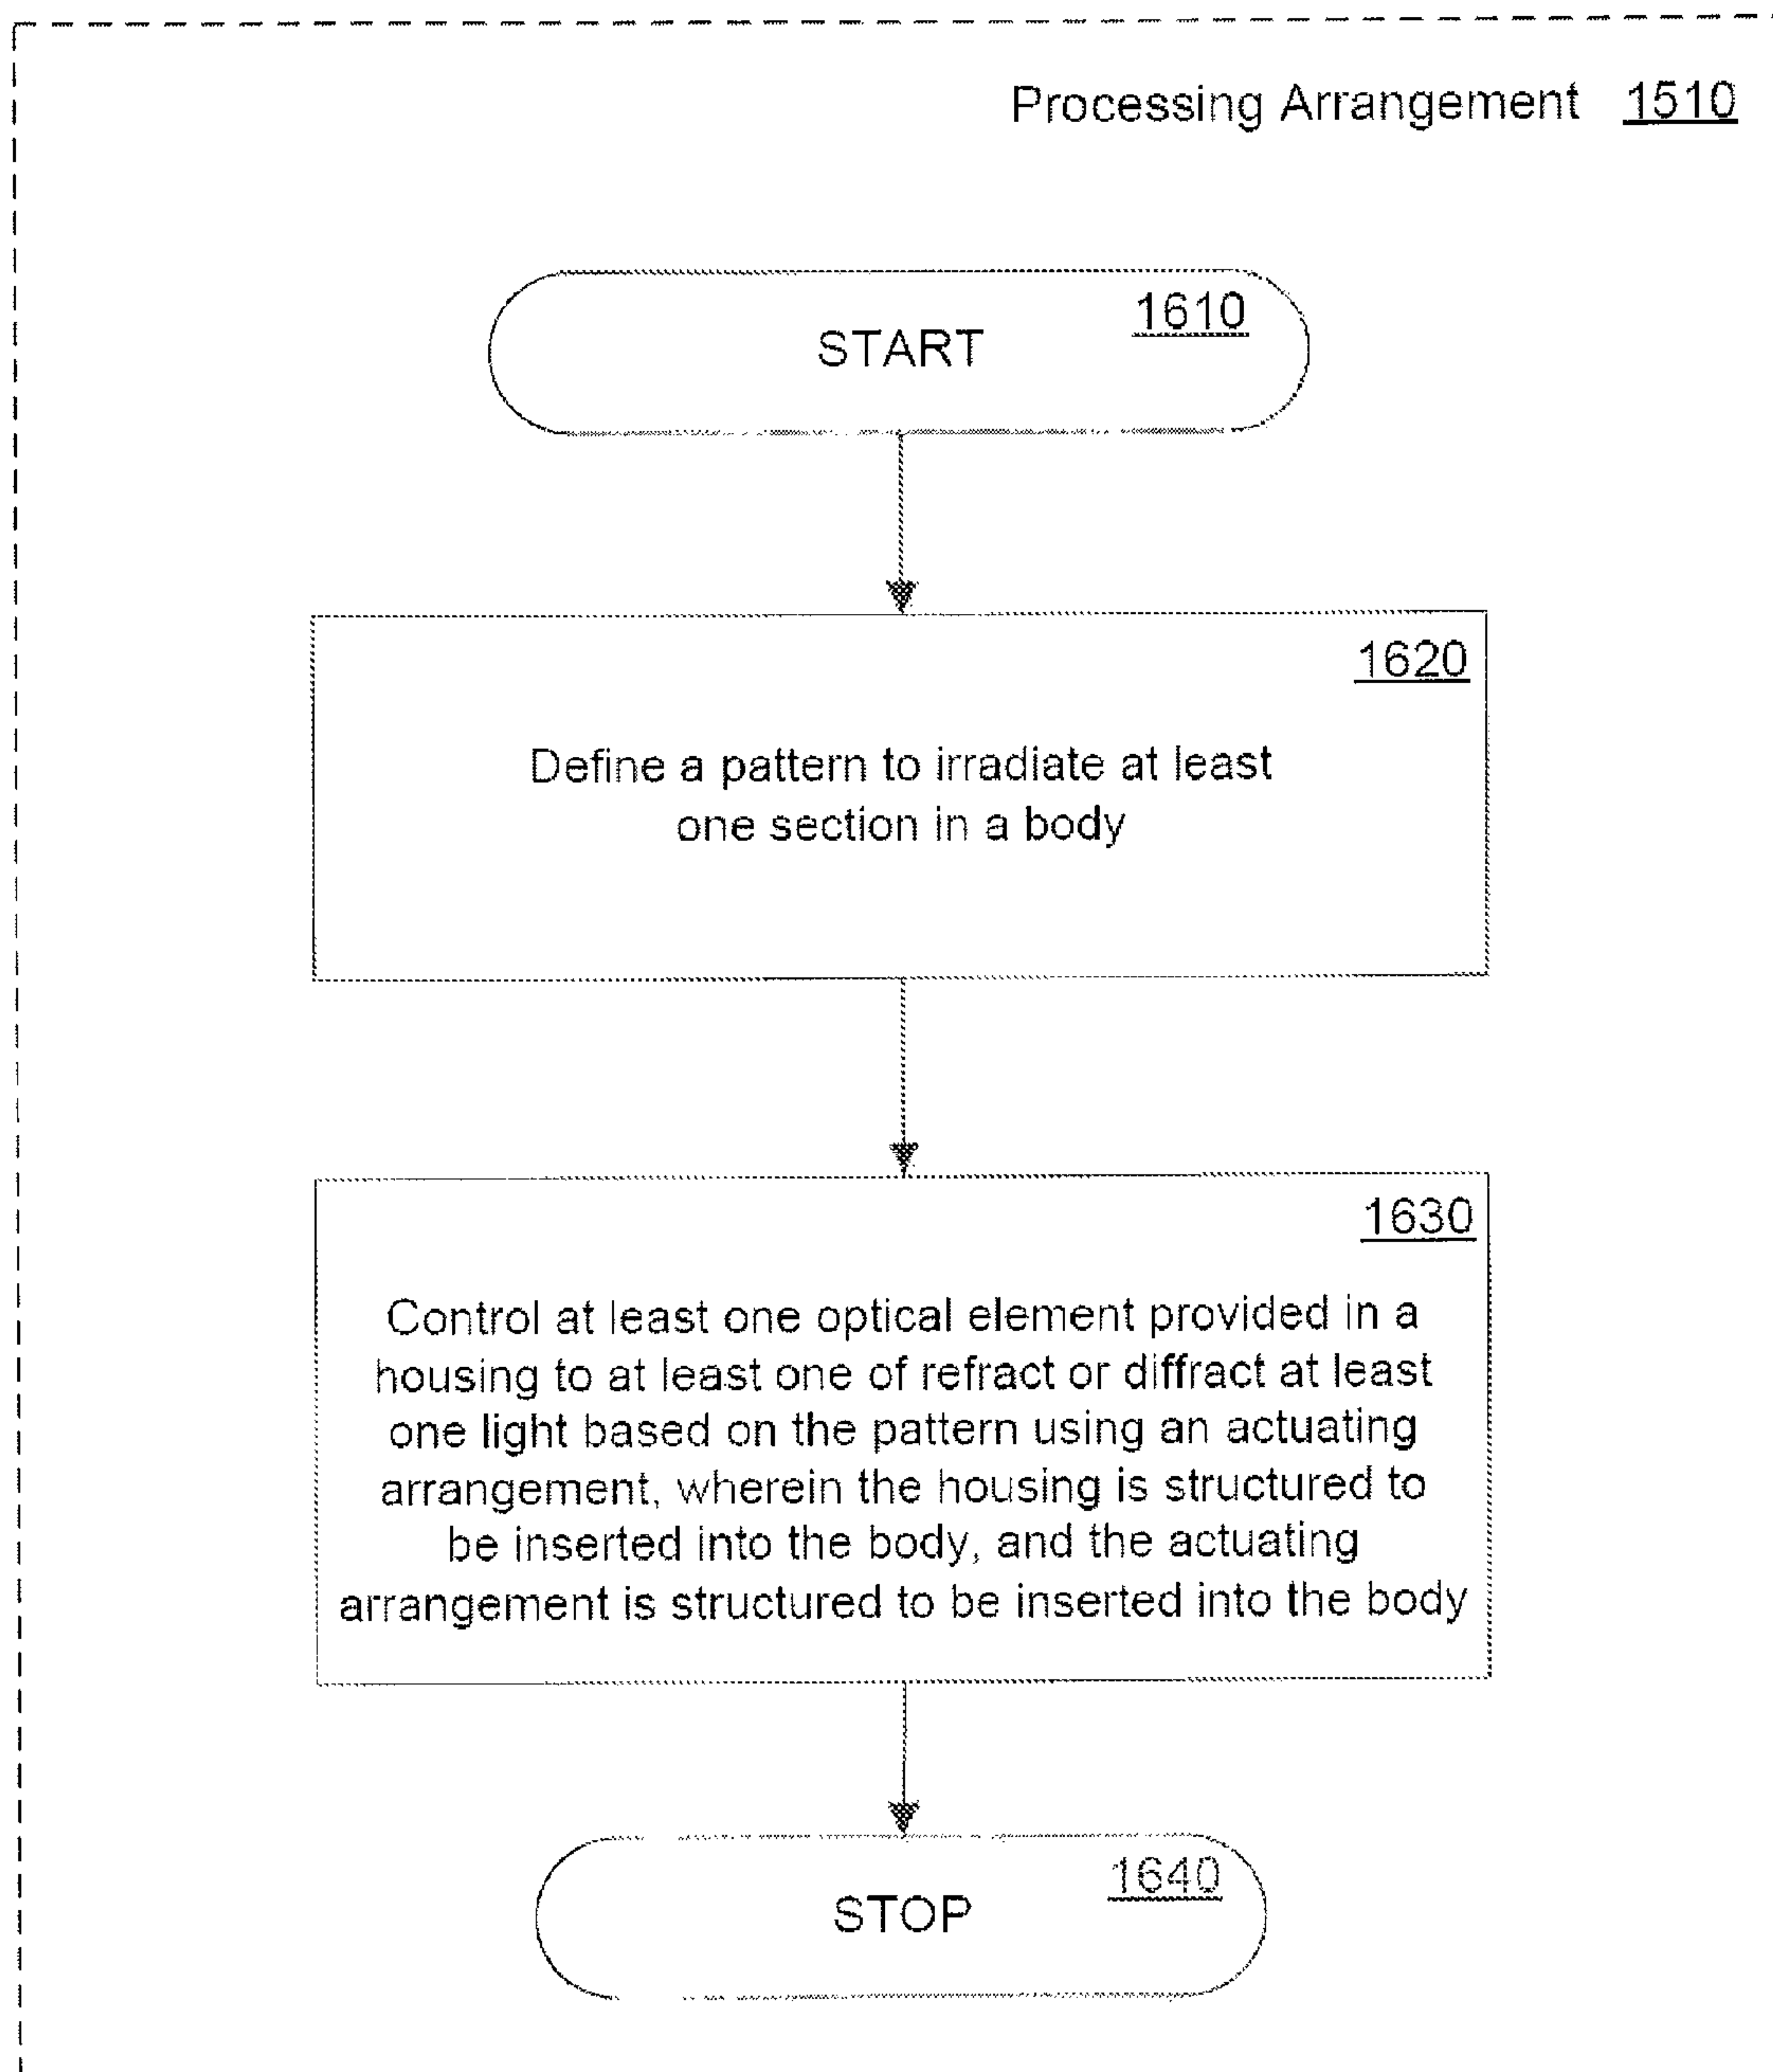 Processing Arrangement 1510
1610
START
1620
Define a pattern to irradiate at least
one section in a body
1630
Control at least one optical element provided in a
housing to at least one of refract or diffract at least
one light based on the pattern using an actuating
arrangement, wherein the housing is structured to
be inserted into the body, and the actuating
arrangement is structured to be inserted into the body
1640
STOP